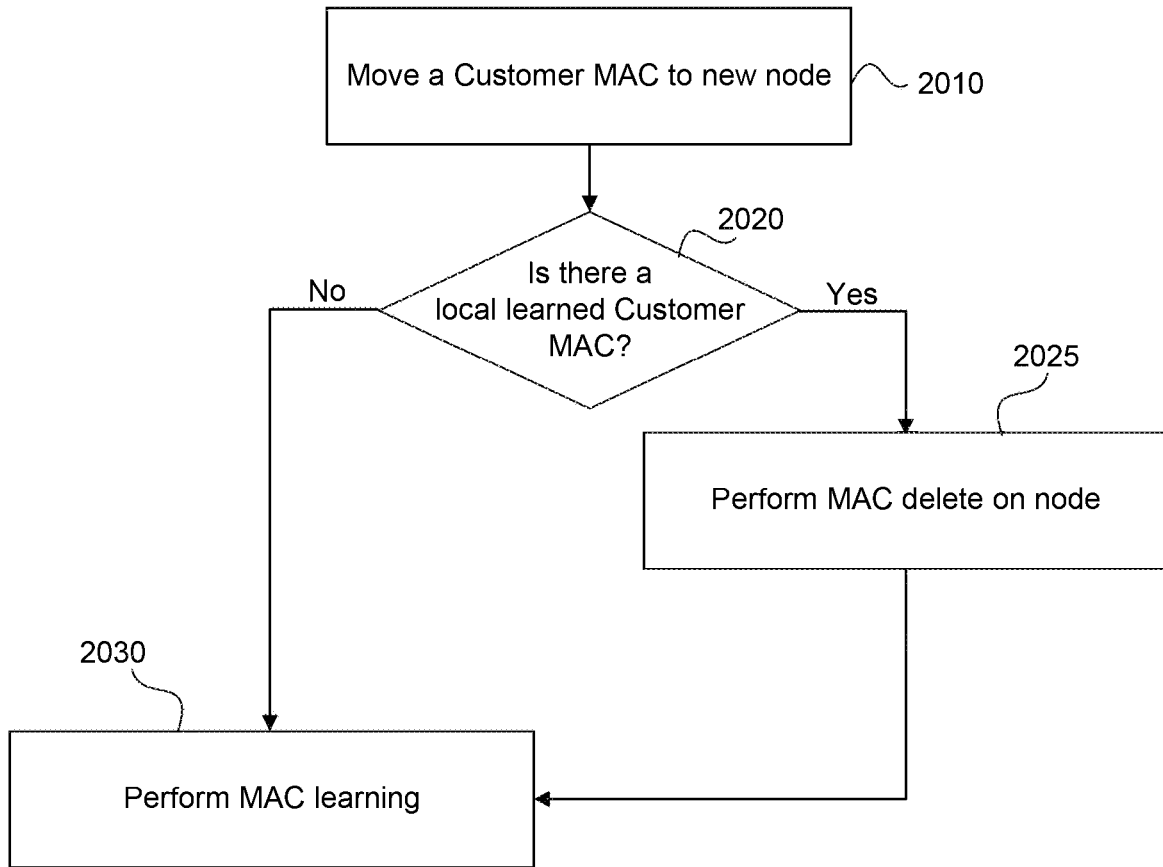 Move a Customer MAC to new node
2010
2020
Is there a
local learned Customer
MAC?
No
Yes
2025
Perform MAC delete on node
2030
Perform MAC learning